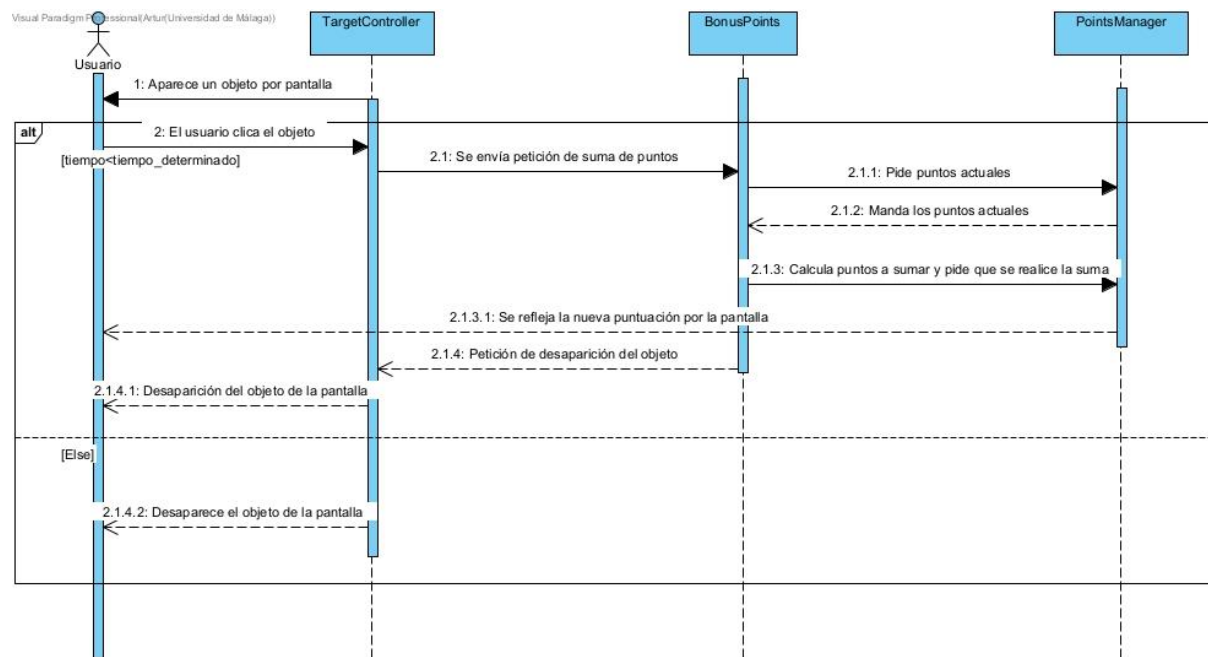 Visual Paradigm Professional(Artur(Universidad de Málaga))
TargetController
BonusPoints
PointsManager
Usuario
1: Aparece un objeto por pantalla
alt
2: El usuario clica el objeto
[tiempo<tiempo_determinado]
2.1: Se envía petición de suma de puntos
2.1.1: Pide puntos actuales
2.1.2: Manda los puntos actuales
2.1.3: Calcula puntos a sumar y pide que se realice la suma
2.1.3.1: Se refleja la nueva puntuación por la pantalla
2.1.4: Petición de desaparición del objeto
2.1.4.1: Desaparición del objeto de la pantalla
[Else]
2.1.4.2: Desaparece el objeto de la pantalla